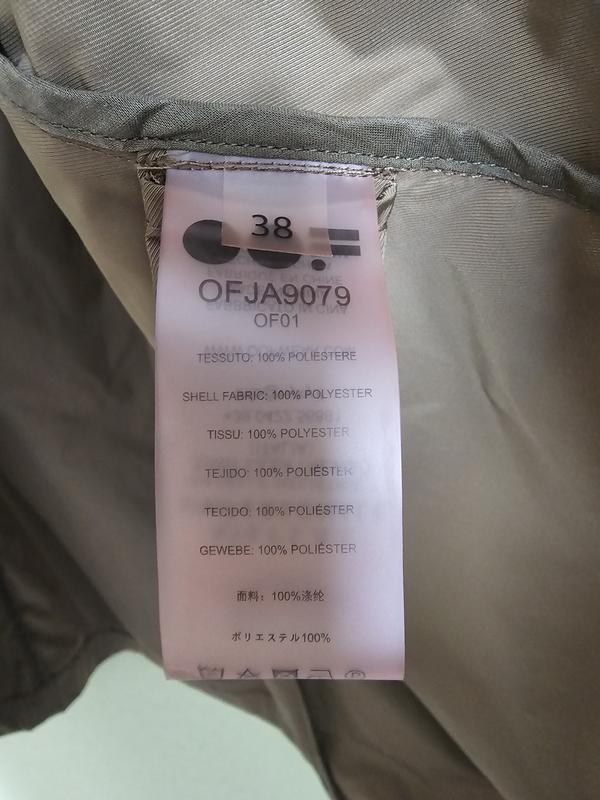 38
OFJA9079
OF01
TESSUTO: 100% POLIESTERE
SHELL FABRIC: 100% POLYESTER
TISSU: 100% POLYESTER
TEJIDO: 100% POLIÉSTER
TECIDO: 100% POLIÉSTER
GEWEBE: 100% POLIÉSTER
面料：100%涤纶
ポリエステル100%